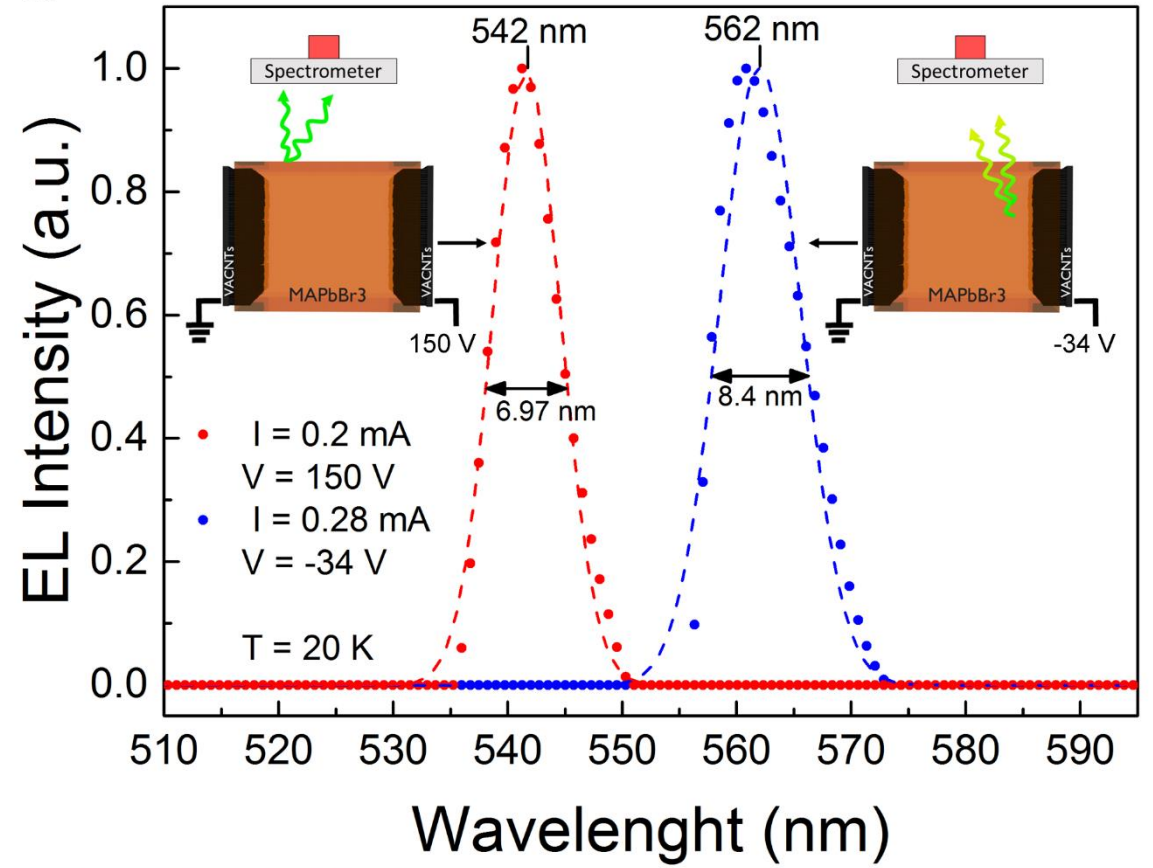 542 nm
562 nm
Spectrometer
Spectrometer
VACNTs
MAPbBr3
VACNTs
150 V
VACNTs
MAPbBr3
VACNTs
-34 V
6.97 nm
8.4 nm
I = 0.2 mA
V = 150 V
I = 0.28 mA
V = -34 V
T = 20 K
EL Intensity (a.u.)
1.0
0.8
0.6
0.4
0.2
0.0
510 520 530 540 550 560 570 580 590
Wavelenght (nm)